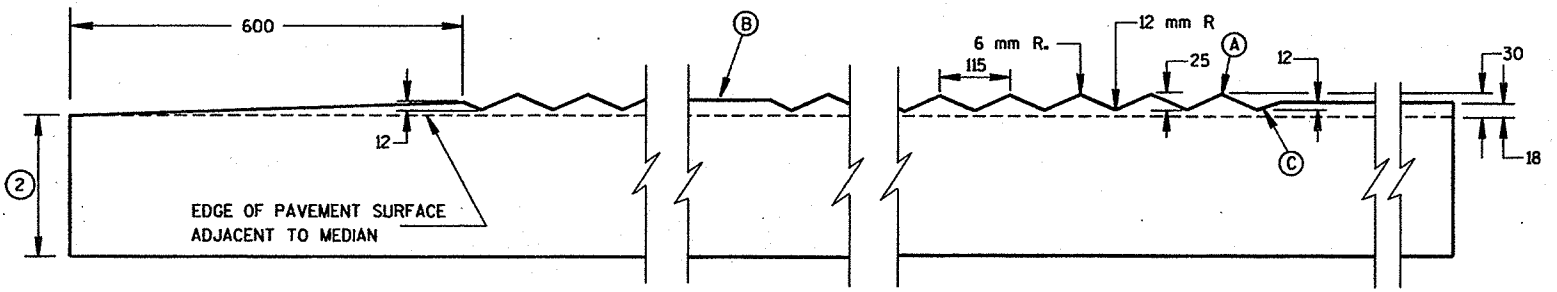 600
B
12 mm R
6 mm R.
A
115
25
12
30
12
18
C
2
EDGE OF PAVEMENT SURFACE
ADJACENT TO MEDIAN